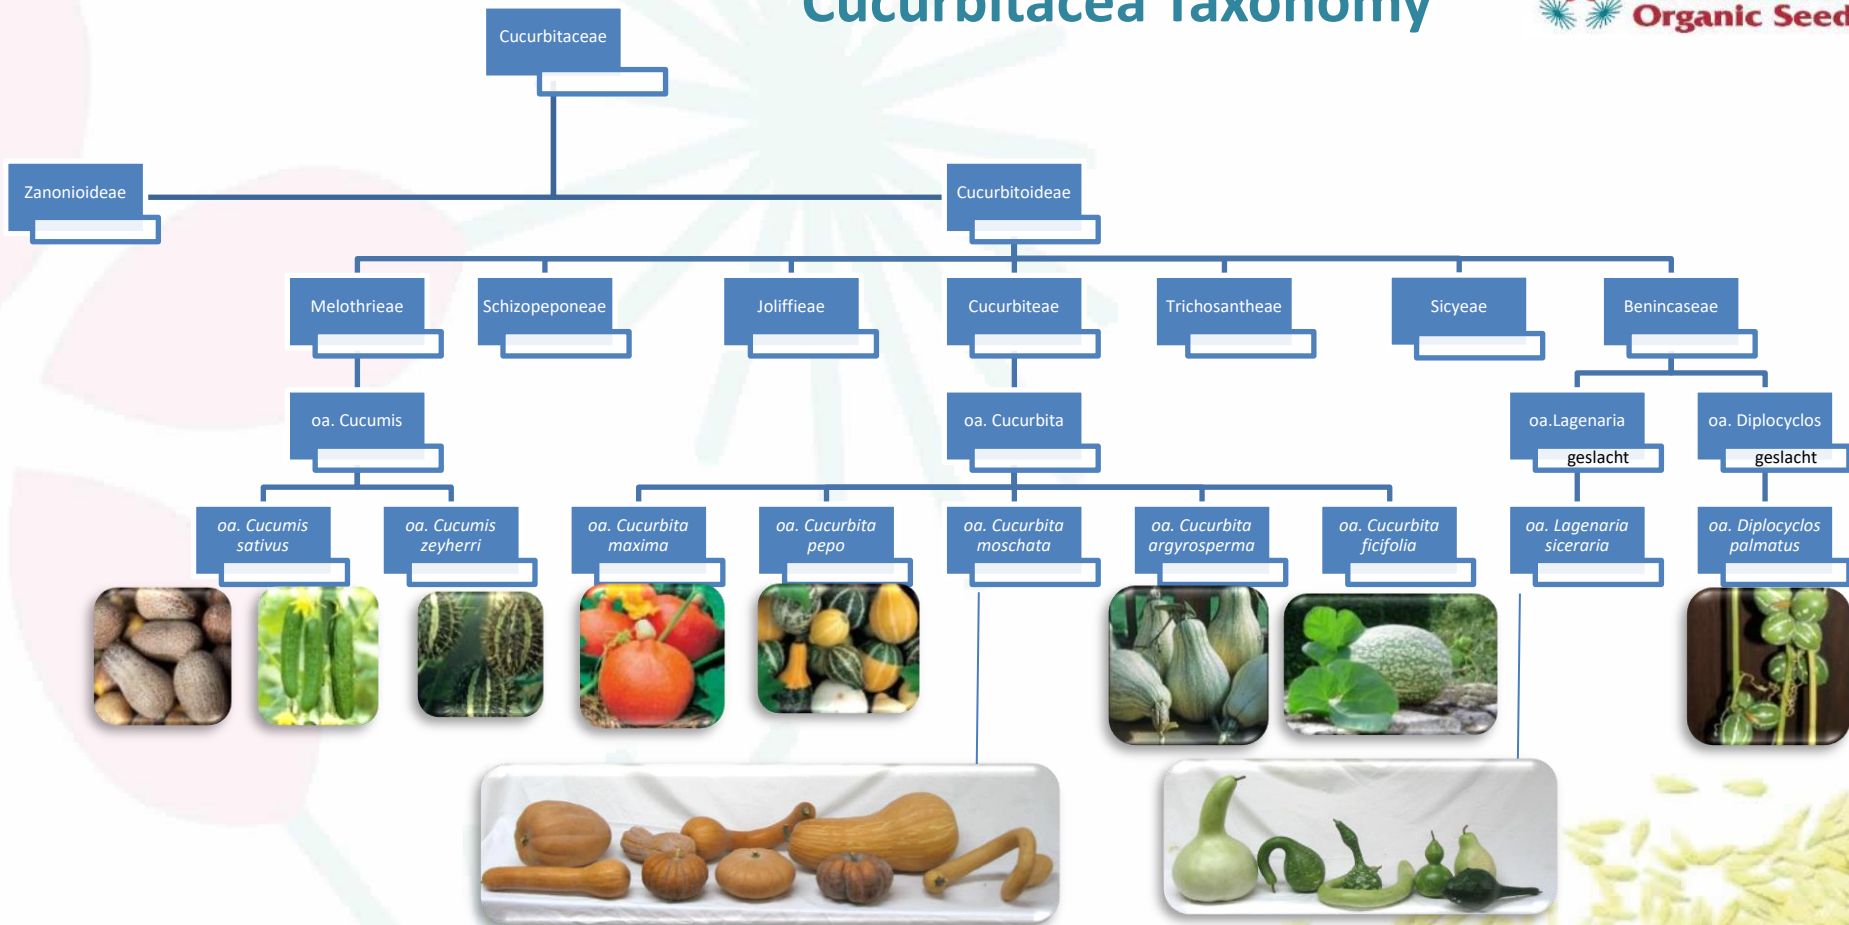 Cucurbitacea Taxonomy
Organic Seed
Cucurbitaceae
Zanonioideae
Cucurbitoideae
Melothrieae
Schizopeponeae
Joliffieae
Cucurbiteae
Trichosantheae
Sicyeae
Benincaseae
oa. Cucumis
oa. Cucurbita
oa.Lagenaria
geslacht
oa. Diplocyclos
geslacht
oa. Cucumis
sativus
oa. Cucumis
zeyherri
oa. Cucurbita
maxima
oa. Cucurbita
pepo
oa. Cucurbita
moschata
oa. Cucurbita
argyrosperma
oa. Cucurbita
ficifolia
oa. Lagenaria
siceraria
oa. Diplocyclos
palmatus